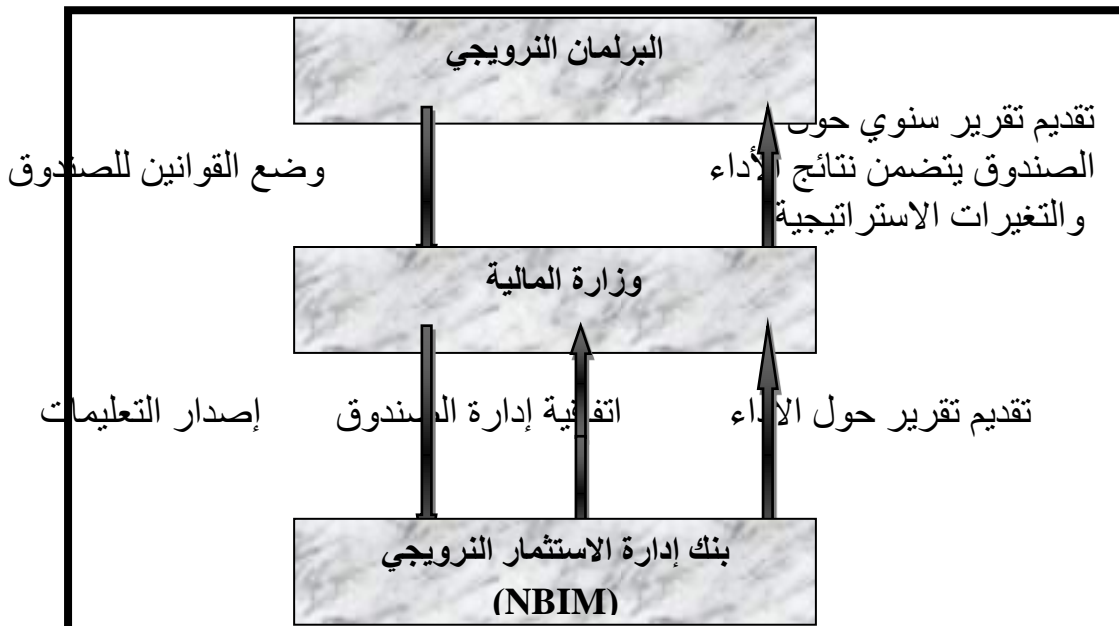 البرلمان النرويجي
تقديم تقرير سنوي حول
الصندوق يتضمن نتائج الأداء
والتغيرات الاستراتيجية
وضع القوانين للصندوق
وزارة المالية
تقديم تقرير حول الأداء
اتفاقية إدارة الصندوق
إصدار التعليمات
بنك إدارة الاستثمار النرويجي
(NBIM)